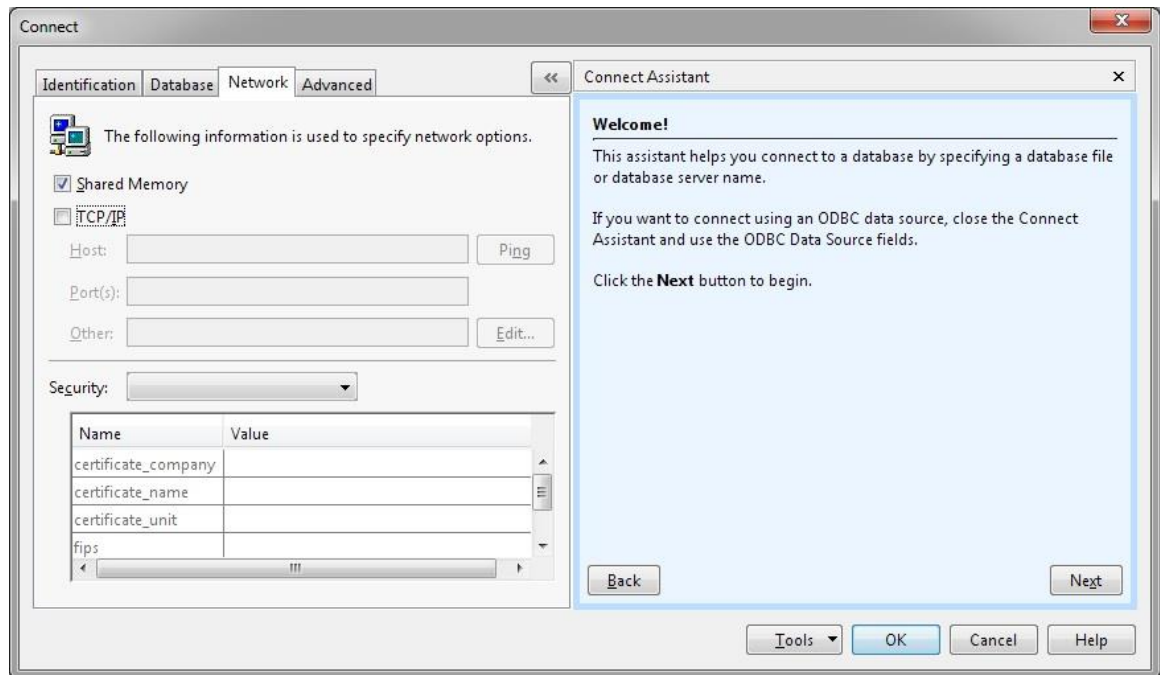 Connect
Identification Database Network Advanced
The following information is used to specify network options.
Shared Memory
TCP/IP
Host:
Ping
Port(s):
Other:
Edit...
Security:
Name Value
certificate_company
certificate_name
certificate_unit
fips
Connect Assistant
Welcome!
This assistant helps you connect to a database by specifying a database file
or database server name.
If you want to connect using an ODBC data source, close the Connect
Assistant and use the ODBC Data Source fields.
Click the Next button to begin.
Back Next
Tools OK Cancel Help